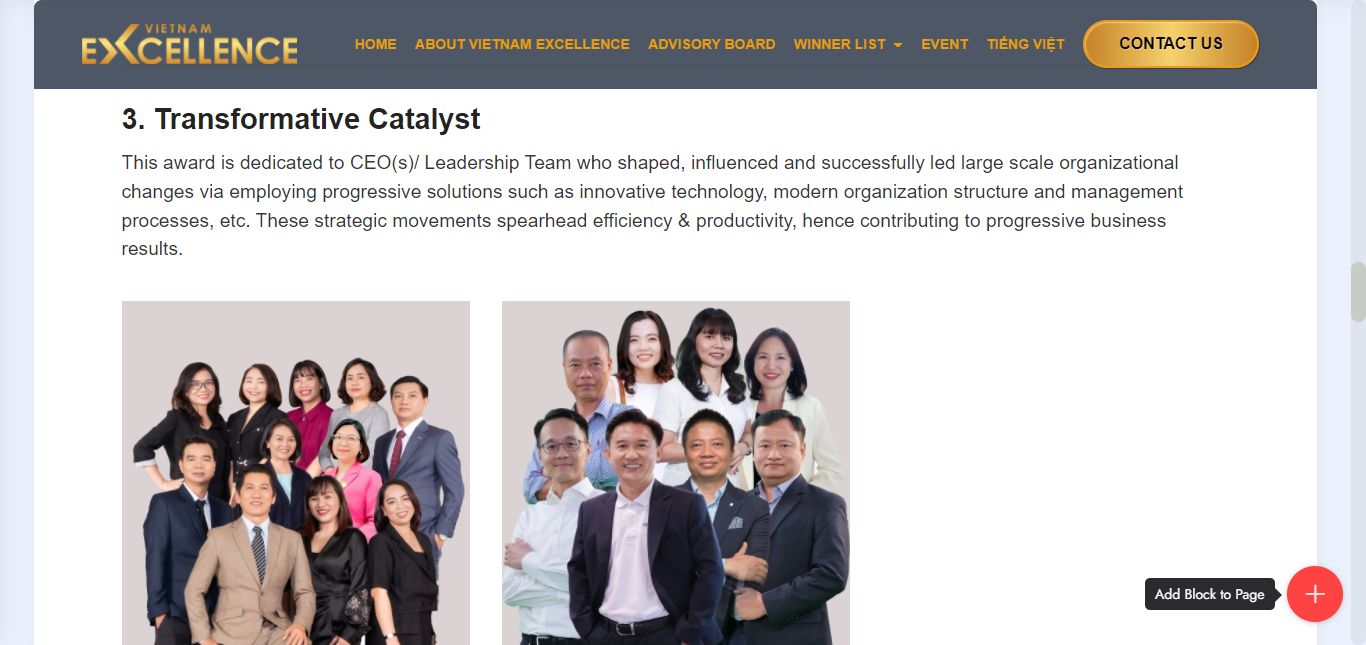 VIETNAM
EXCELLENCE
HOME
ABOUT VIETNAM EXCELLENCE
ADVISORY BOARD
WINNER LIST
EVENT
TIẾNG VIỆT
CONTACT US
3. Transformative Catalyst
This award is dedicated to CEO(s)/ Leadership Team who shaped, influenced and successfully led large scale organizational
changes via employing progressive solutions such as innovative technology, modern organization structure and management
processes, etc. These strategic movements spearhead efficiency & productivity, hence contributing to progressive business
results.
Add Block to Page